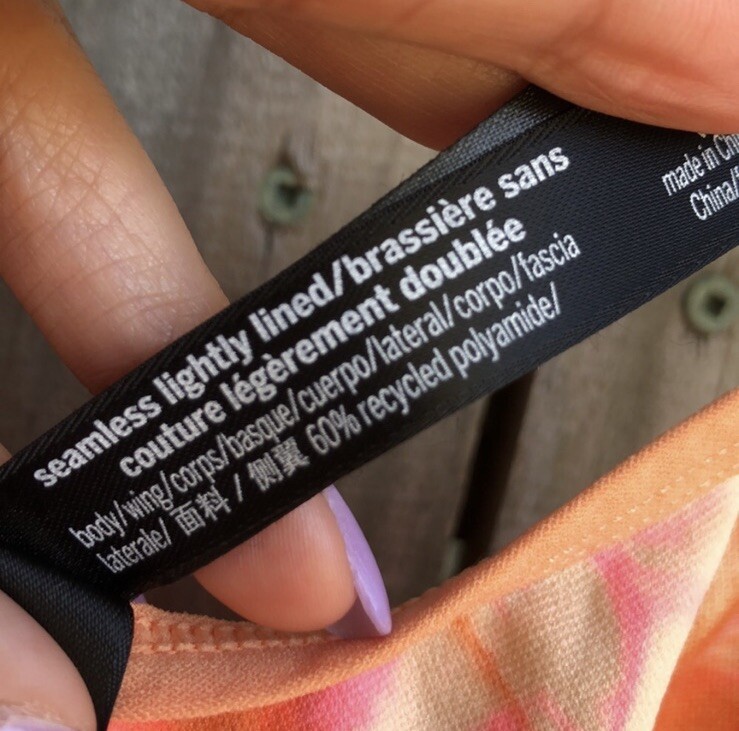 seamless lightly lined/brassière sans
couture légèrement doublée
body/wing/corps/basque/cuerpo/lateral/corpo/fascia
laterale/ 面料 / 侧翼 60% recycled polyamide/
made in
China/